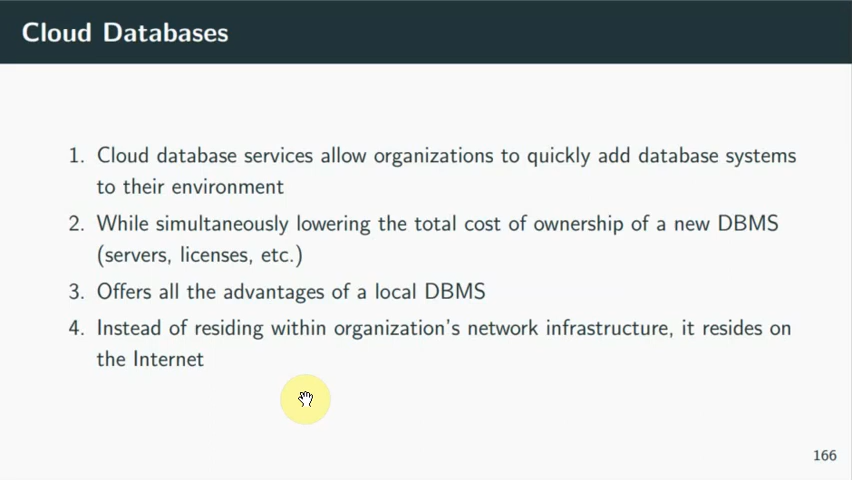 Cloud Databases
1. Cloud database services allow organizations to quickly add database systems
to their environment
2. While simultaneously lowering the total cost of ownership of a new DBMS
(servers, licenses, etc.)
3. Offers all the advantages of a local DBMS
4. Instead of residing within organization's network infrastructure, it resides on
the Internet
166